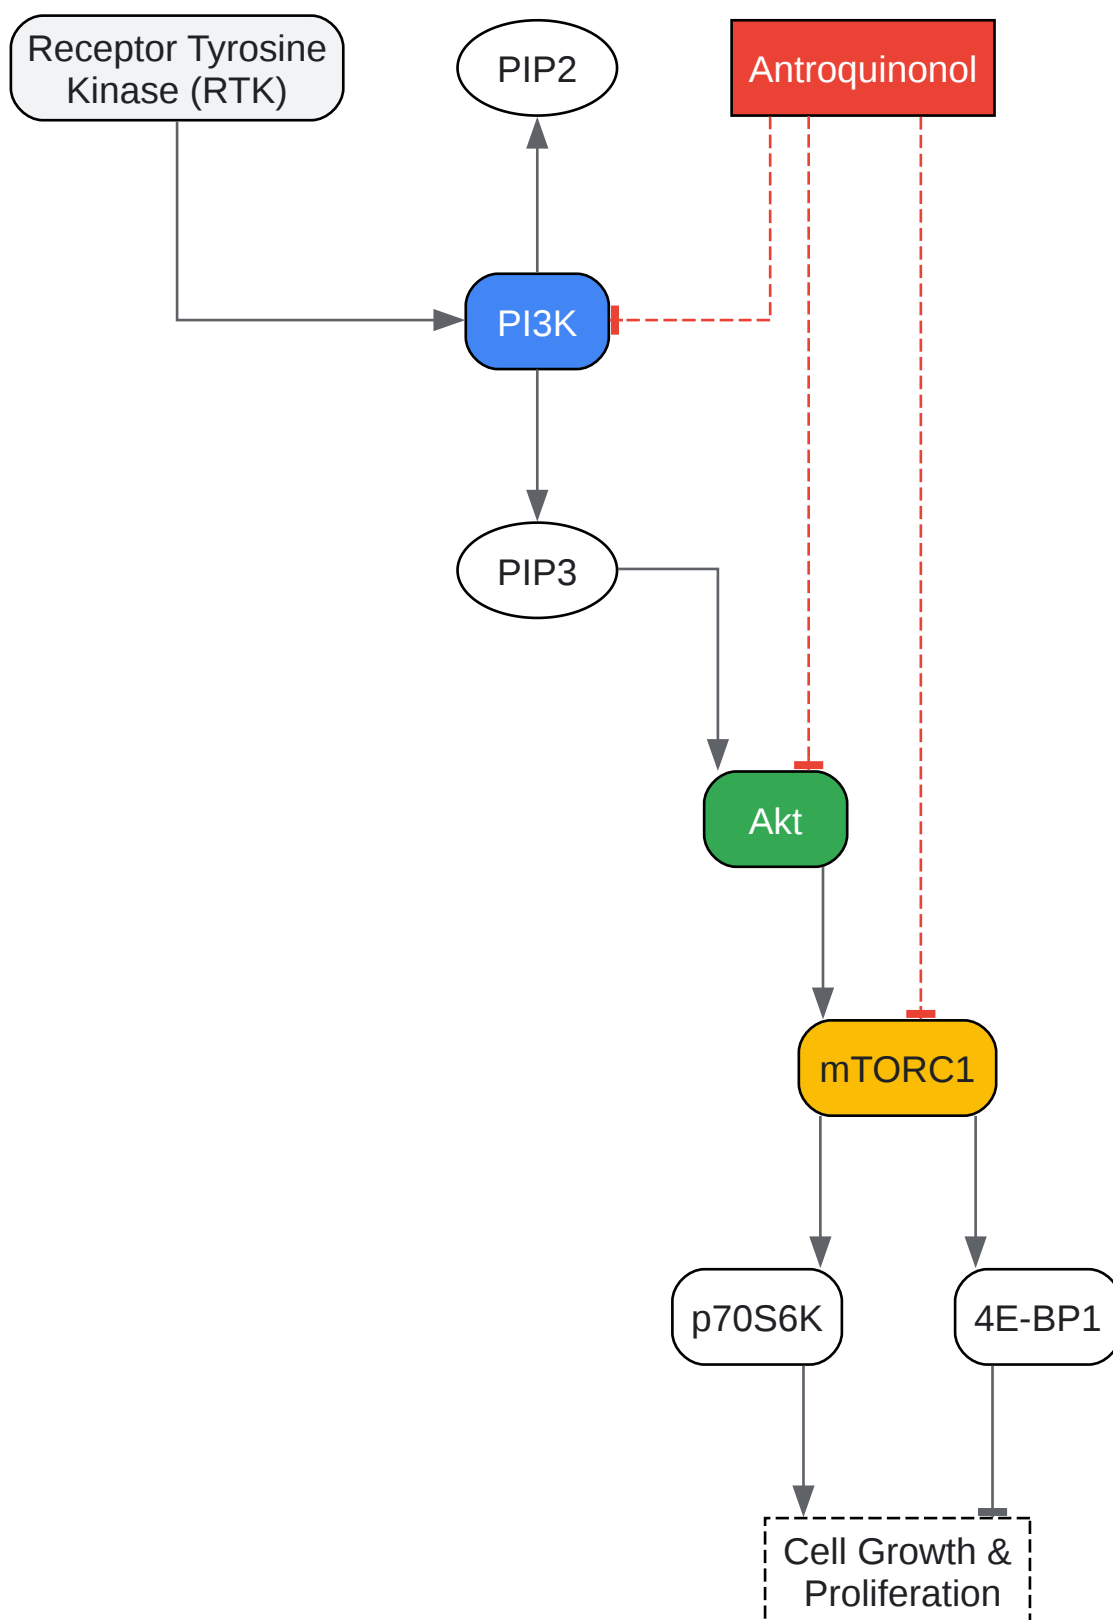 Receptor Tyrosine
Kinase (RTK)
PIP2
Antroquinonol
PI3K
PIP3
Akt
mTORC1
p70S6K
4E-BP1
Cell Growth &
Proliferation